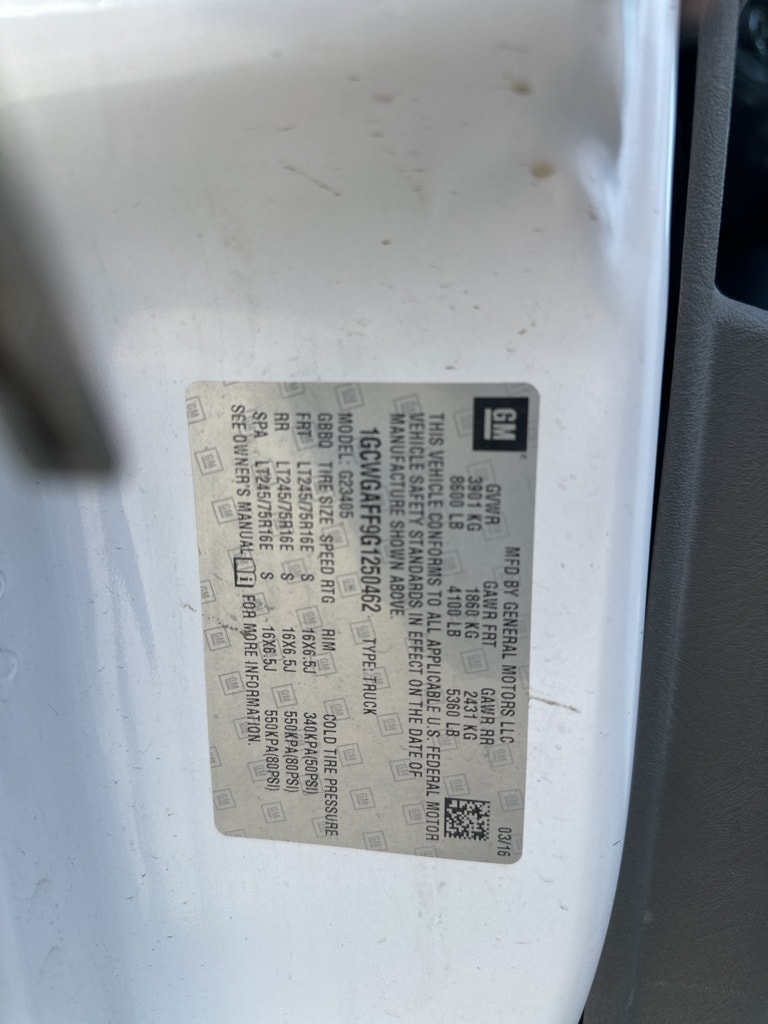 GM
MFD BY GENERAL MOTORS LLC 03/16
GVWR GAWR FRT GAWR RR
3901 KG 1860 KG 2431 KG
8600 LB 4100 LB 5360 LB
THIS VEHICLE CONFORMS TO ALL APPLICABLE U.S. FEDERAL MOTOR
VEHICLE SAFETY STANDARDS IN EFFECT ON THE DATE OF
MANUFACTURE SHOWN ABOVE.
1GCWGAFF9G1250462 TYPE: TRUCK
MODEL: G23405
GBBQ TIRE SIZE SPEED RTG RIM COLD TIRE PRESSURE
FRT LT245/75R16E S 16X6.5J 340KPA(50PSI)
RR LT245/75R16E S 16X6.5J 550KPA(80PSI)
SPA LT245/75R16E S 16X6.5J 550KPA(80PSI)
SEE OWNER'S MANUAL i FOR MORE INFORMATION.